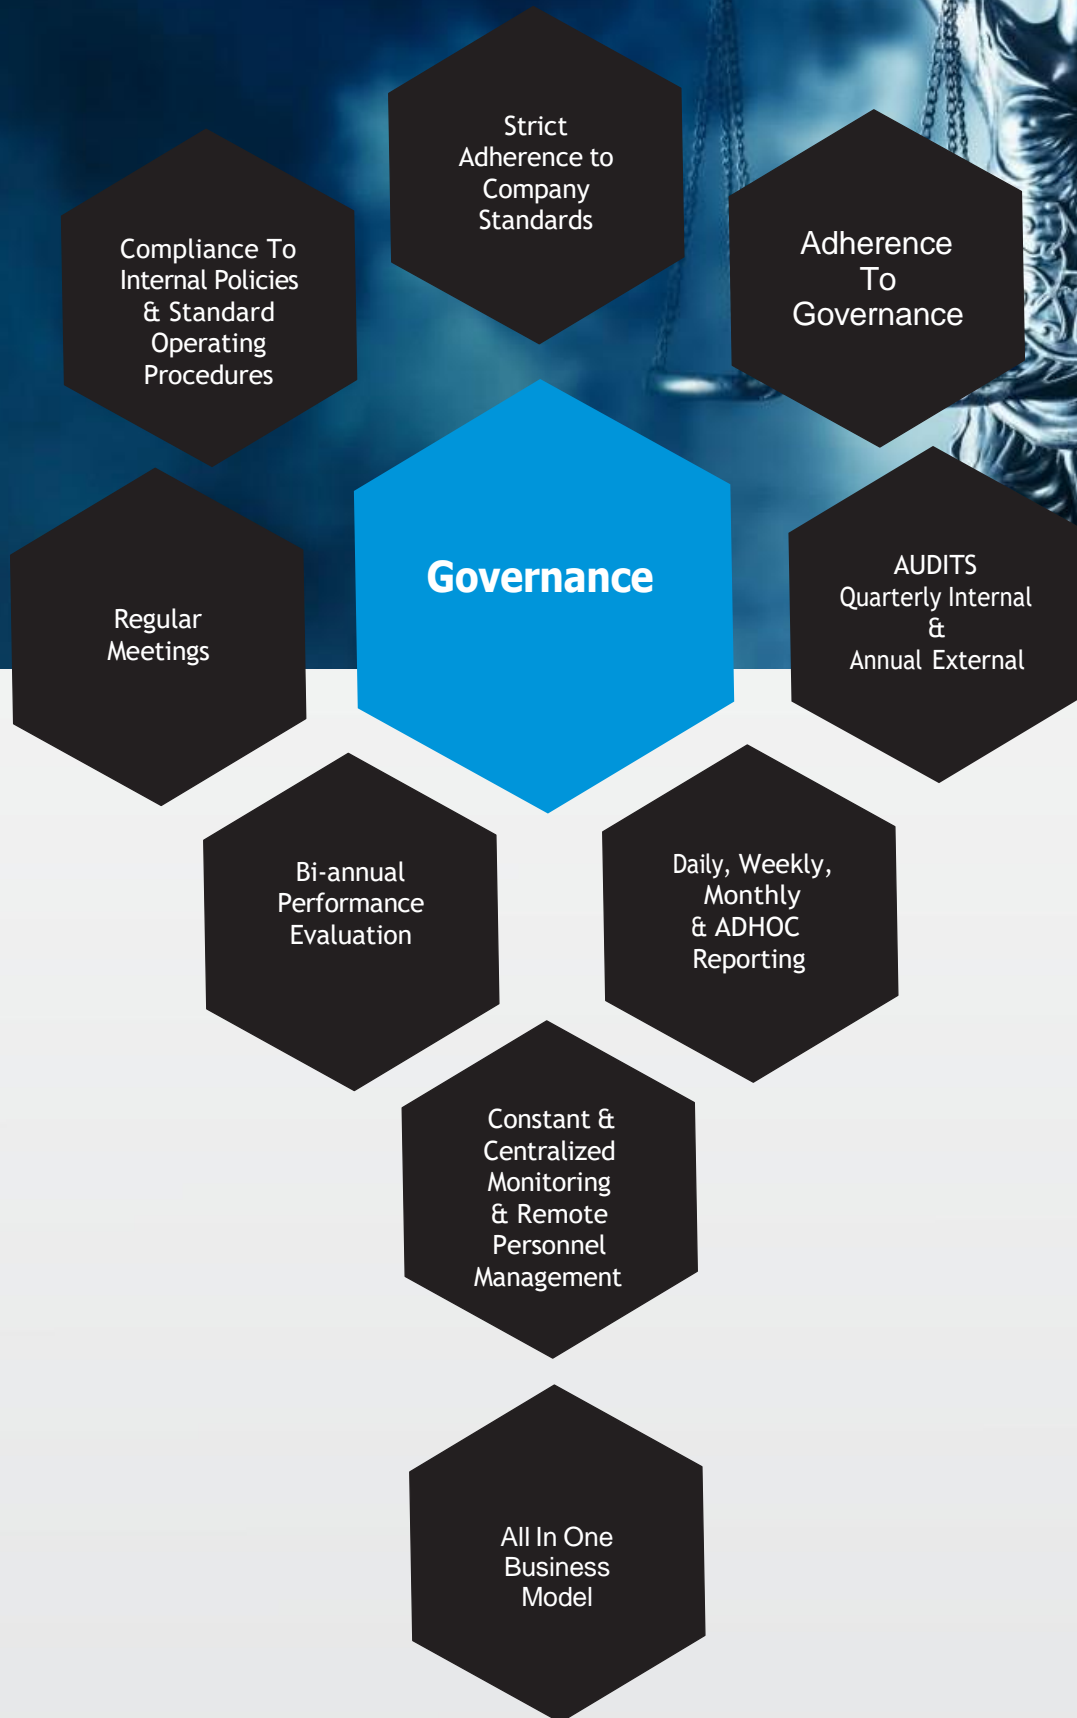 Strict
Adherence to
Company
Standards
Compliance To
Internal Policies
& Standard
Operating
Procedures
Adherence
To
Governance
Governance
Regular
Meetings
AUDITS
Quarterly Internal
&
Annual External
Bi-annual
Performance
Evaluation
Daily, Weekly,
Monthly
& ADHOC
Reporting
Constant &
Centralized
Monitoring
& Remote
Personnel
Management
All In One
Business
Model